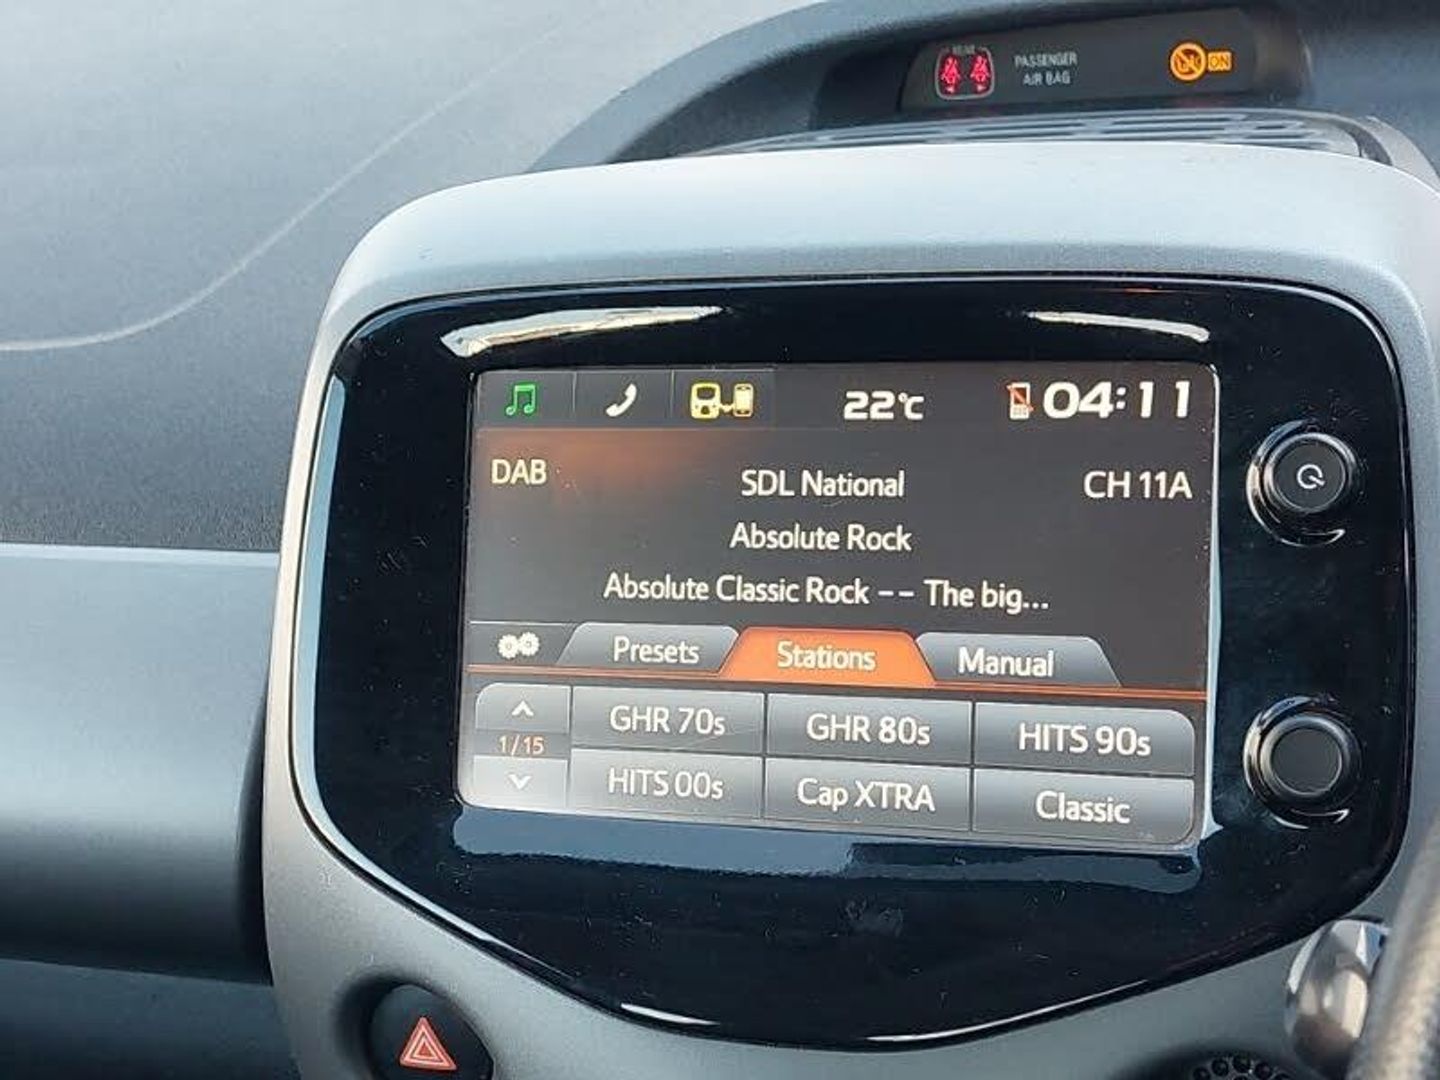 REAR
PASSENGER
AIR BAG
ON
22°C
04:11
DAB
SDL National
CH 11A
Absolute Rock
Absolute Classic Rock -- The big...
Presets
Stations
Manual
1/15
GHR 70s
GHR 80s
HITS 90s
HITS 00s
Cap XTRA
Classic